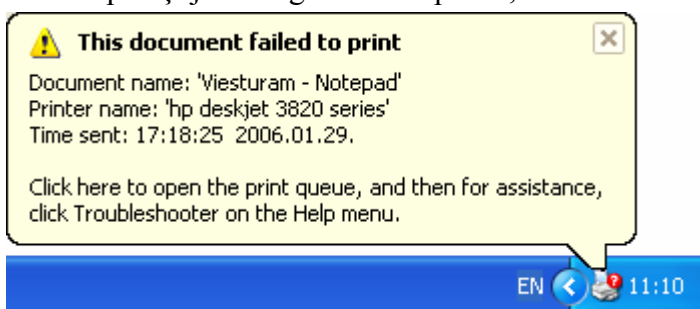 This document failed to print
Document name: 'Viesturam - Notepad'
Printer name: 'hp deskjet 3820 series'
Time sent: 17:18:25 2006.01.29.
Click here to open the print queue, and then for assistance,
click Troubleshooter on the Help menu.
EN 11:10